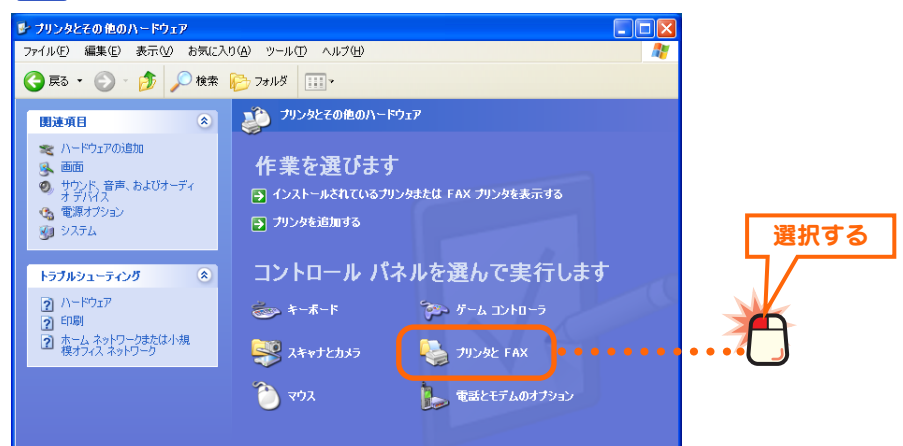 プリンタとその他のハードウェア
ファイル(F) 編集(E) 表示(V) お気に入り(A) ツール(T) ヘルプ(H)
戻る 検索 フォルダ
関連項目
ハードウェアの追加
画面
サウンド、音声、およびオーディ
オ デバイス
電源オプション
システム
トラブルシューティング
ハードウェア
印刷
ホーム ネットワークまたは小規
模オフィス ネットワーク
プリンタとその他のハードウェア
作業を選びます
インストールされているプリンタまたは FAX プリンタを表示する
プリンタを追加する
コントロール パネルを選んで実行します
キーボード
ゲーム コントローラ
スキャナとカメラ
プリンタと FAX
マウス
電話とモデムのオプション
選択する